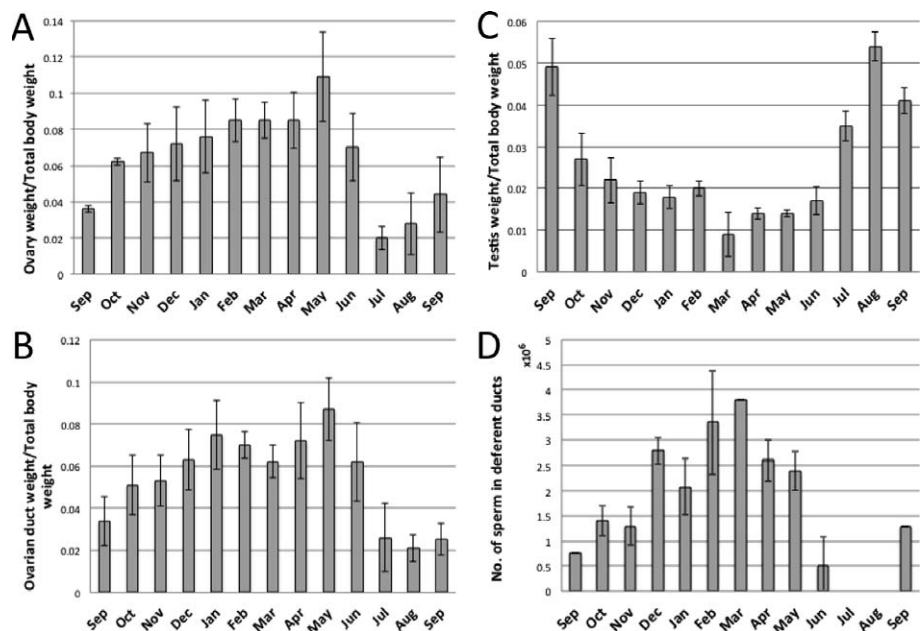 A
Ovary weight/Total body weight
0.14
0.12
0.1
0.08
0.06
0.04
0.02
0
Sep Oct Nov Dec Jan Feb Mar Apr May Jun Jul Aug Sep
C
Testis weight/Total body weight
0.06
0.05
0.04
0.03
0.02
0.01
0
Sep Oct Nov Dec Jan Feb Mar Apr May Jun Jul Aug Sep
B
Ovarian duct weight/Total body
weight
0.12
0.1
0.08
0.06
0.04
0.02
0
Sep Oct Nov Dec Jan Feb Mar Apr May Jun Jul Aug Sep
D
No. of sperm in deferent ducts
x10⁶
5
4.5
4
3.5
3
2.5
2
1.5
1
0.5
0
Sep Oct Nov Dec Jan Feb Mar Apr May Jun Jul Aug Sep